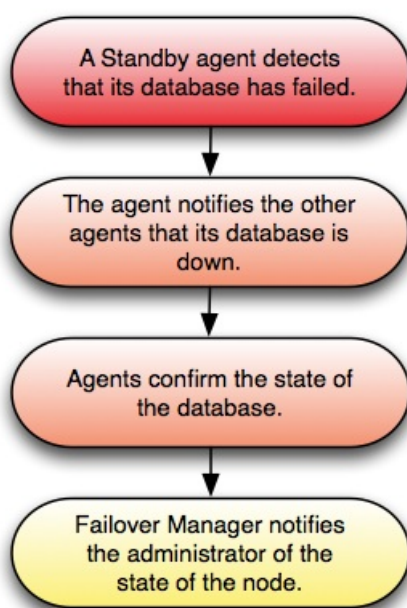 A Standby agent detects
that its database has failed.
The agent notifies the other
agents that its database is
down.
Agents confirm the state of
the database.
Failover Manager notifies
the administrator of the
state of the node.